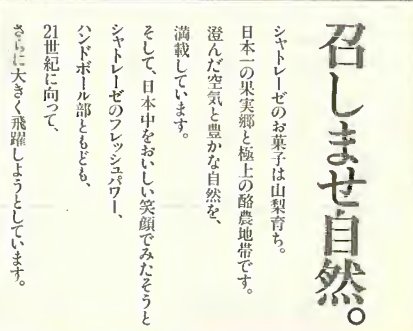 召しませ自然。
シャトレーゼのお菓子は山梨育ち。
日本一の果実郷と極上の酪農地帯です。
澄んだ空気と豊かな自然を、
満載しています。
そして、日本中をおいしい笑顔でみたそうと
シャトレーゼのフレッシュパワー、
ハンドボール部ともども、
21世紀に向って、
さらに大きく飛躍しようとしています。